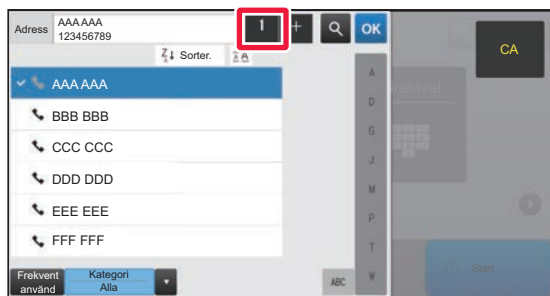 Adress AAA AAA 1 + OK
123456789
CA
Z↓ Sorter.
A
AAA AAA
D
BBB BBB
G
CCC CCC
J
DDD DDD
M
EEE EEE
P
FFF FFF
T
Frekvent använd
Kategori
Alla
ABC
W
Start